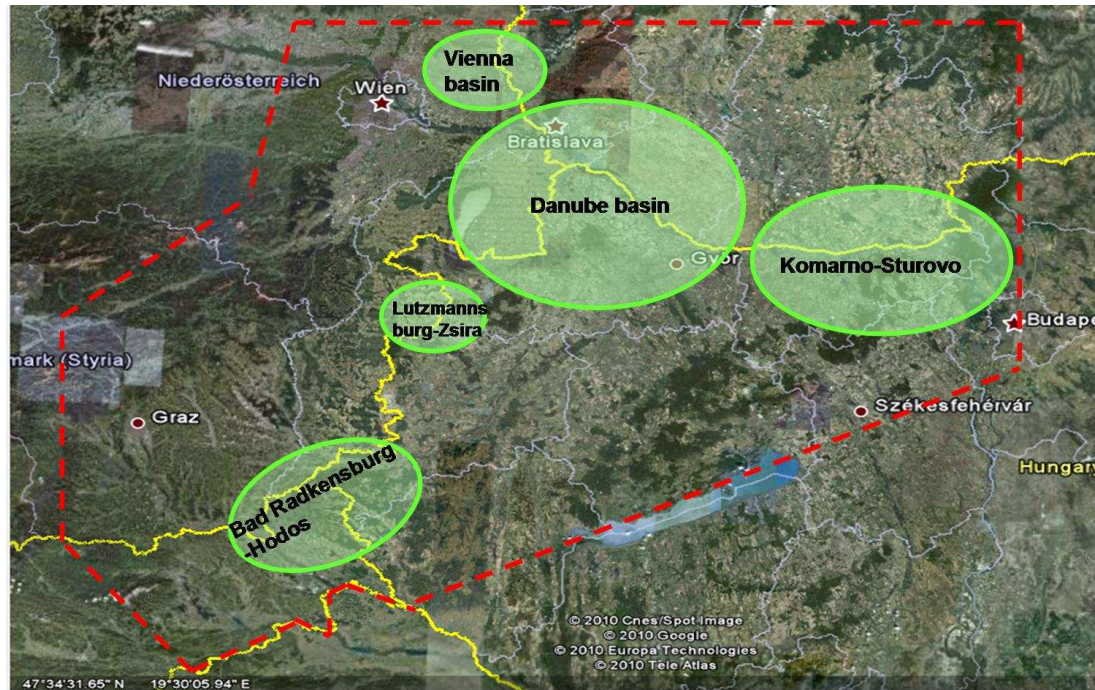 Vienna
basin
Niederösterreich
Wien
Bratislava
Danube basin
Győr
Komarno-Sturovo
Lutzmanns
burg-Zsira
Budape
mark (Styria)
Graz
Székesfehérvár
Bad Radkensburg
-Hodos
Hungary
© 2010 Cnes/Spot Image
© 2010 Google
© 2010 Europa Technologies
© 2010 Tele Atlas
47°34'31.65" N 19°30'05.94" E